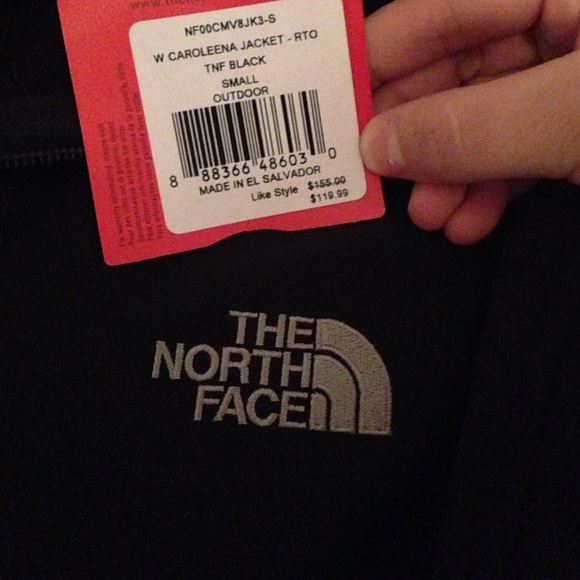 NF00CMV8JK3-S
W CAROLEENA JACKET - RTO
TNF BLACK
SMALL
OUTDOOR
8 88366 48603 0
MADE IN EL SALVADOR
Like Style $155.00
$119.99
THE
NORTH
FACE